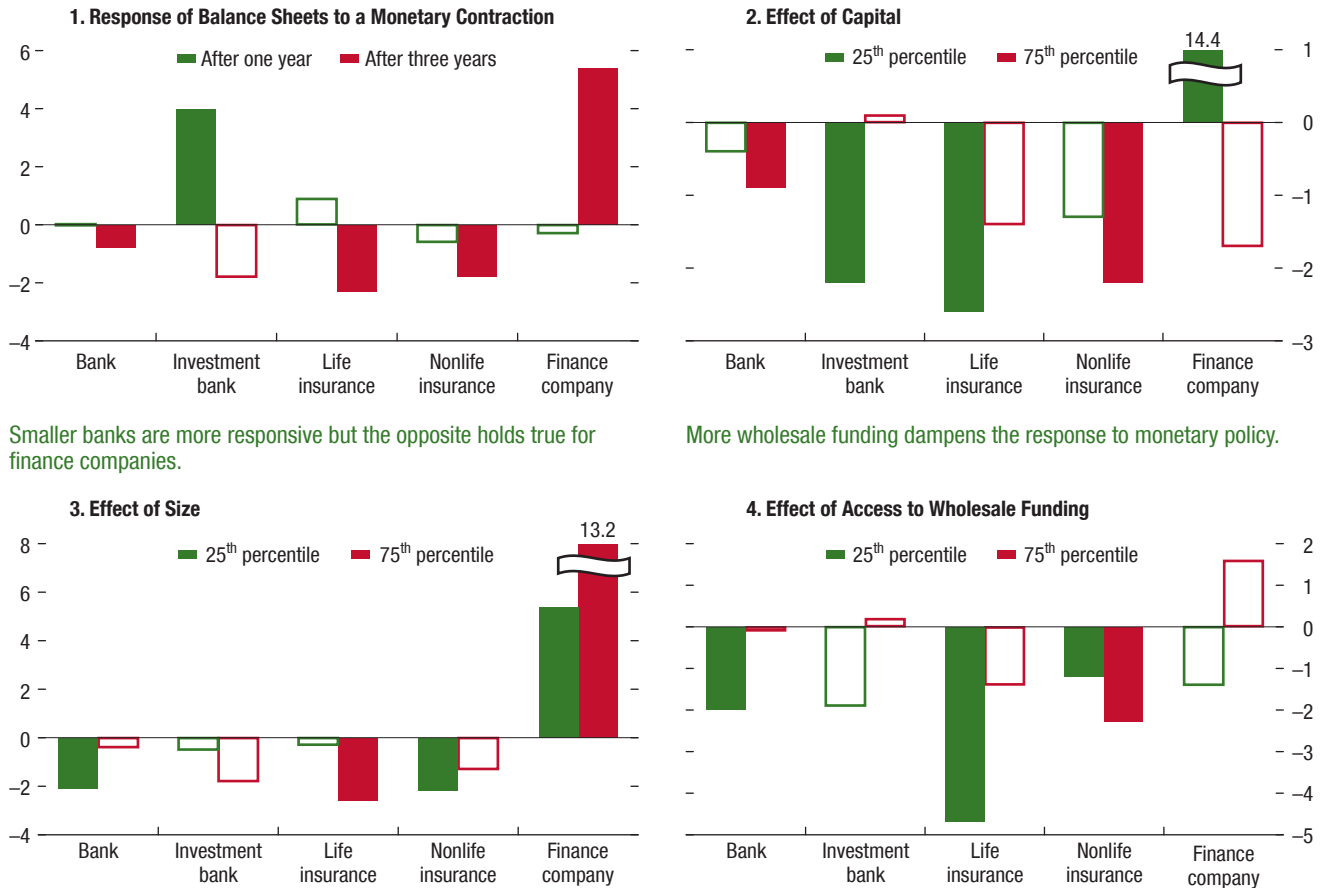 1. Response of Balance Sheets to a Monetary Contraction
After one year After three years
6
4
2
0
–2
–4
Bank Investment bank Life insurance Nonlife insurance Finance company
2. Effect of Capital
25th percentile 75th percentile
14.4
1
0
–1
–2
–3
Bank Investment bank Life insurance Nonlife insurance Finance company
Smaller banks are more responsive but the opposite holds true for
finance companies.
More wholesale funding dampens the response to monetary policy.
3. Effect of Size
25th percentile 75th percentile
13.2
8
6
4
2
0
–2
–4
Bank Investment bank Life insurance Nonlife insurance Finance company
4. Effect of Access to Wholesale Funding
25th percentile 75th percentile
2
1
0
–1
–2
–3
–4
–5
Bank Investment bank Life insurance Nonlife insurance Finance company